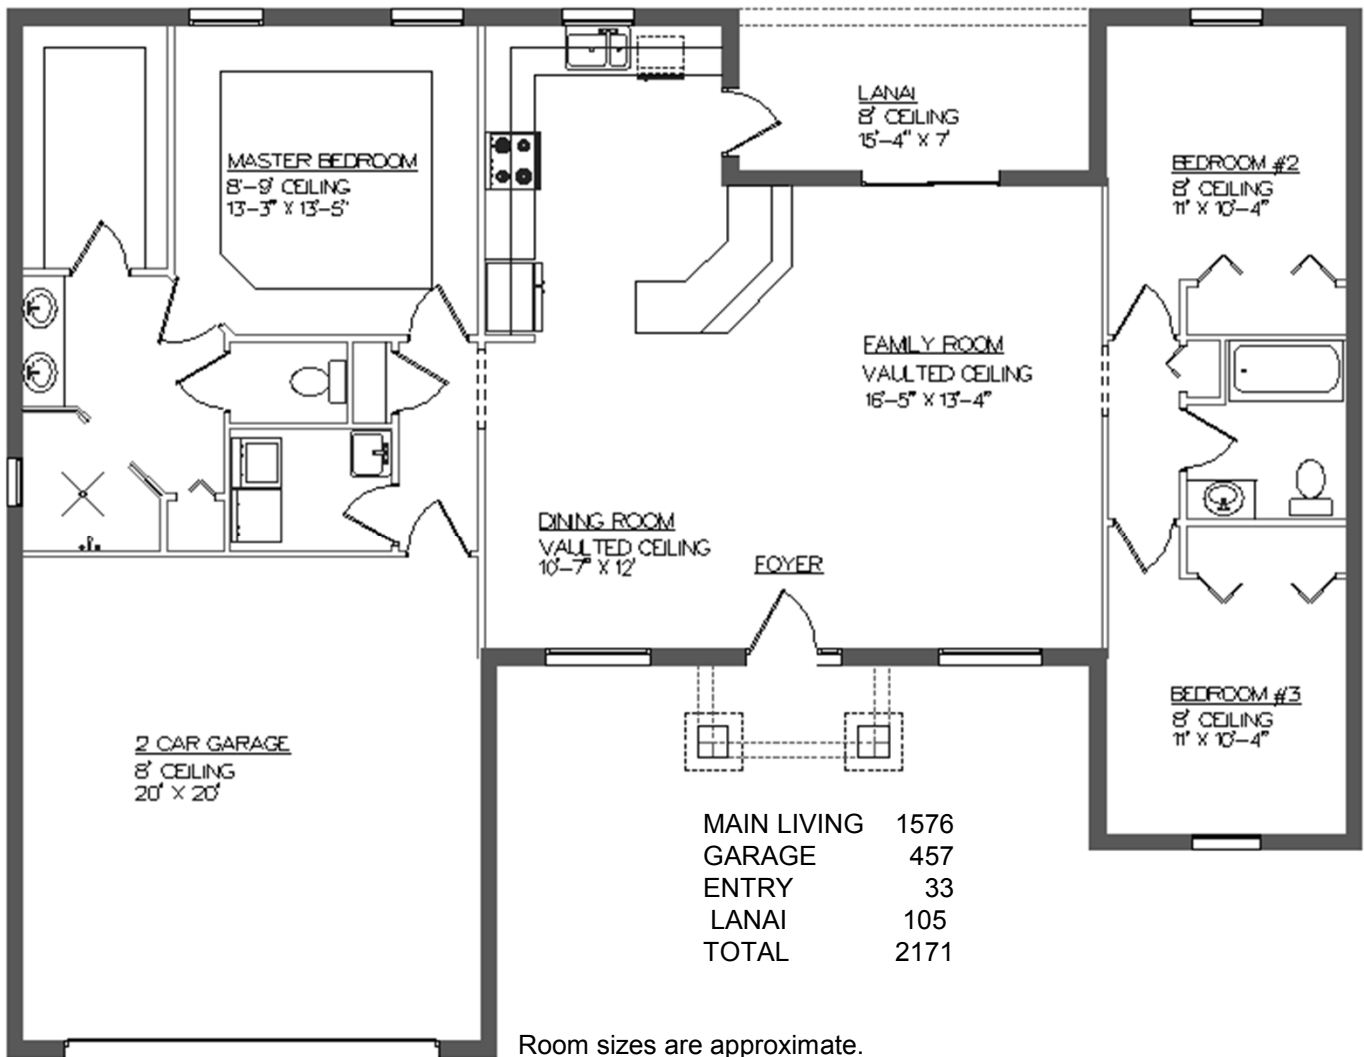 LANAI
8' CEILING
15'-4" X 7'
MASTER BEDROOM
8'-9' CEILING
13'-3" X 13'-5"
BEDROOM #2
8' CEILING
11' X 10'-4"
FAMILY ROOM
VAULTED CEILING
16'-5" X 13'-4"
DINING ROOM
VAULTED CEILING
10'-7" X 12'
FOYER
BEDROOM #3
8' CEILING
11' X 10'-4"
2 CAR GARAGE
8' CEILING
20' X 20'
MAIN LIVING 1576
GARAGE 457
ENTRY 33
LANAI 105
TOTAL 2171
Room sizes are approximate.